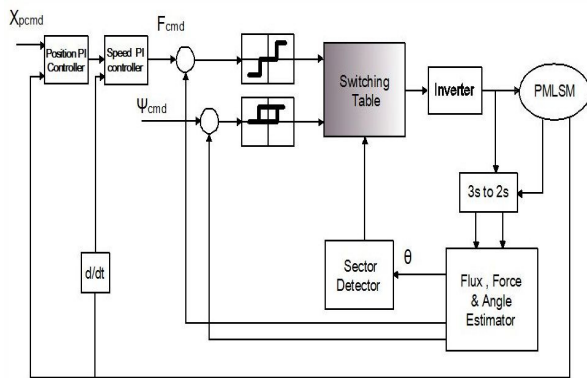 Xpcmd
Position PI
Controller
Speed PI
controller
Fcmd
Ψcmd
Switching
Table
Inverter
PMLSM
3s to 2s
d/dt
Sector
Detector
θ
Flux , Force
& Angle
Estimator